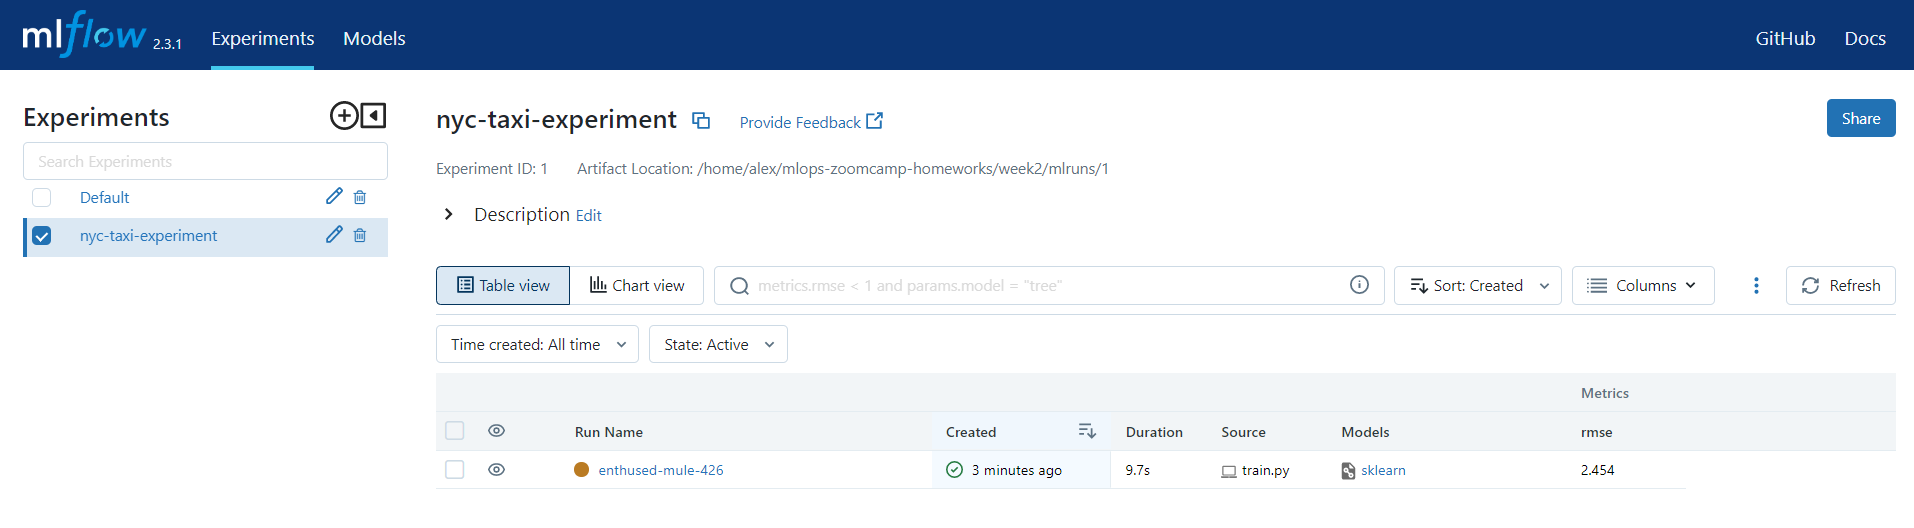 mlflow 2.3.1 Experiments Models GitHub Docs
Experiments
Search Experiments
Default
nyc-taxi-experiment
nyc-taxi-experiment Provide Feedback Share
Experiment ID: 1 Artifact Location: /home/alex/mlops-zoomcamp-homeworks/week2/mlruns/1
Description Edit
Table view Chart view metrics.rmse < 1 and params.model = "tree" Sort: Created Columns Refresh
Time created: All time State: Active
Metrics
Run Name Created Duration Source Models rmse
enthused-mule-426 3 minutes ago 9.7s train.py sklearn 2.454